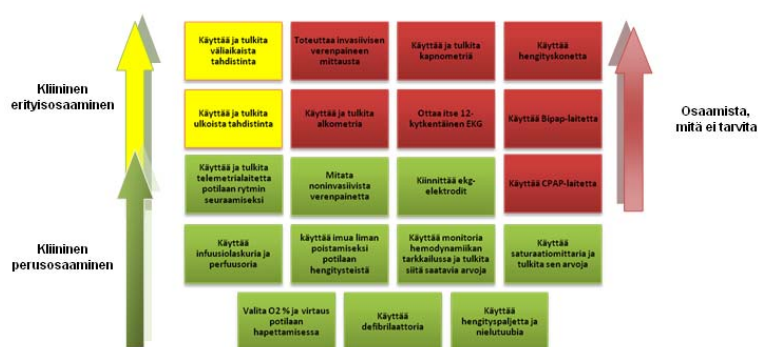 Kliininen
erityisosaaminen
Kliininen
perusosaaminen
Käyttää ja tulkita
väliaikaista
tahdistinta
Toteuttaa invasiivisen
verenpaineen
mittausta
Käyttää ja tulkita
kapnometriä
Käyttää
hengityskonetta
Käyttää ja tulkita
ulkoista tahdistinta
Käyttää ja tulkita
alkometria
Ottaa itse 12-
kytkentäinen EKG
Käyttää Bipap-laitetta
Käyttää ja tulkita
telemetrialaitetta
potilaan rytmin
seuraamiseksi
Mitata
noninvasiivista
verenpainetta
Kiinnittää ekg-
elektrodit
Käyttää CPAP-laitetta
Käyttää
infuusiolaskuria ja
perfuusoria
käyttää imua liman
poistamiseksi
potilaan
hengitysteistä
Käyttää monitoria
hemodynamiikan
tarkkailussa ja tulkita
siitä saatavia arvoja
Käyttää
saturaatiomittaria ja
tulkita sen arvoja
Valita O2 % ja virtaus
potilaan
hapettamisessa
Käyttää
defibrilaattoria
Käyttää
hengityspaljetta ja
nielutuubia
Osaamista,
mitä ei tarvita